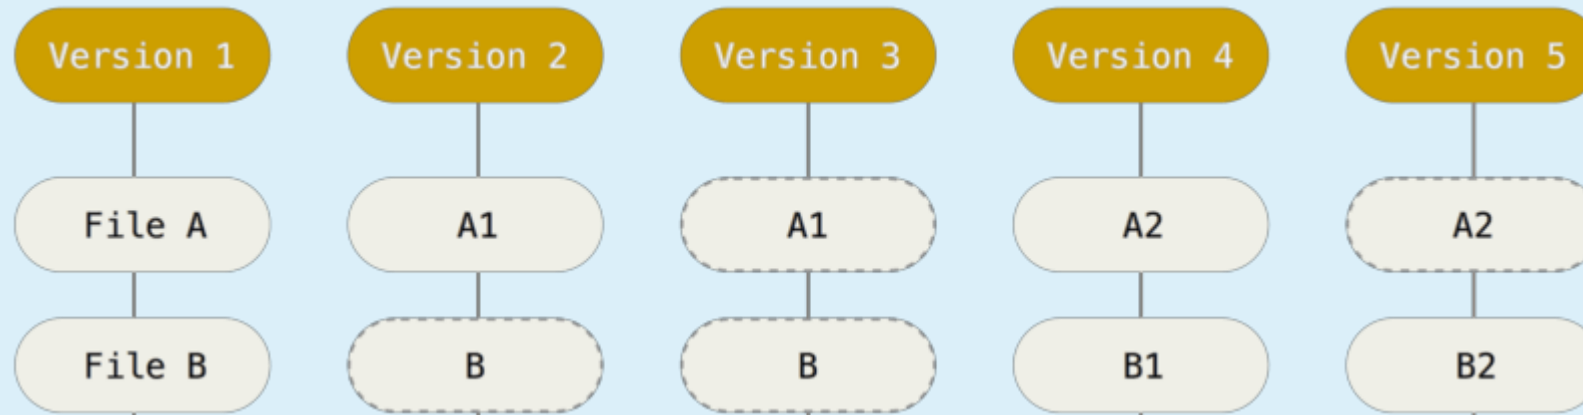 Version 1 Version 2 Version 3 Version 4 Version 5
File A A1 A1 A2 A2
File B B B B1 B2